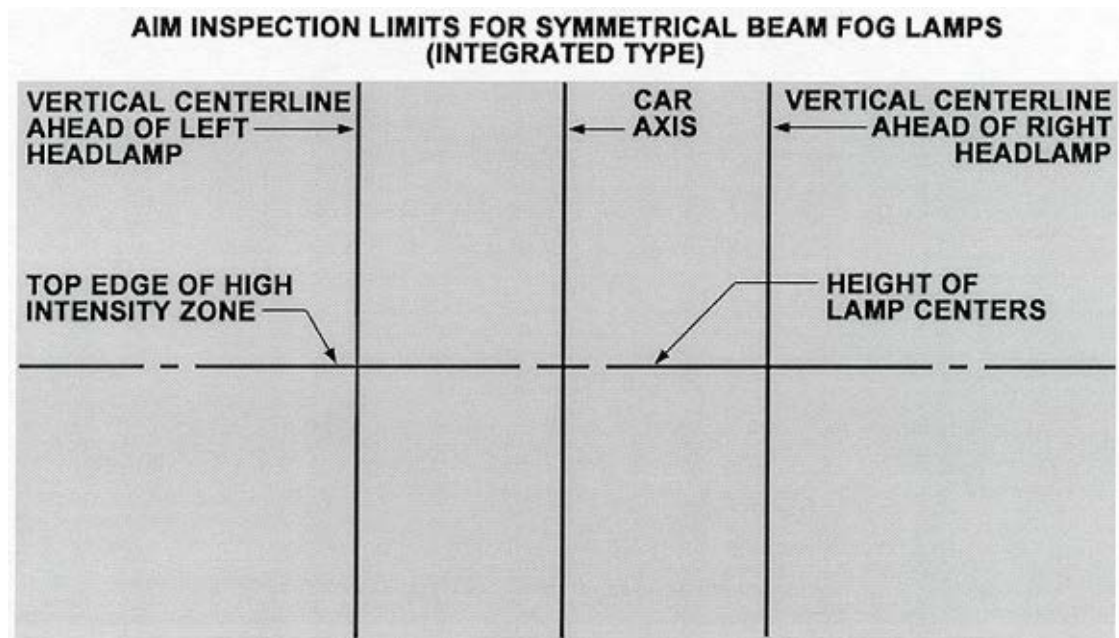 AIM INSPECTION LIMITS FOR SYMMETRICAL BEAM FOG LAMPS
(INTEGRATED TYPE)
VERTICAL CENTERLINE
AHEAD OF LEFT
HEADLAMP
CAR
AXIS
VERTICAL CENTERLINE
AHEAD OF RIGHT
HEADLAMP
TOP EDGE OF HIGH
INTENSITY ZONE
HEIGHT OF
LAMP CENTERS